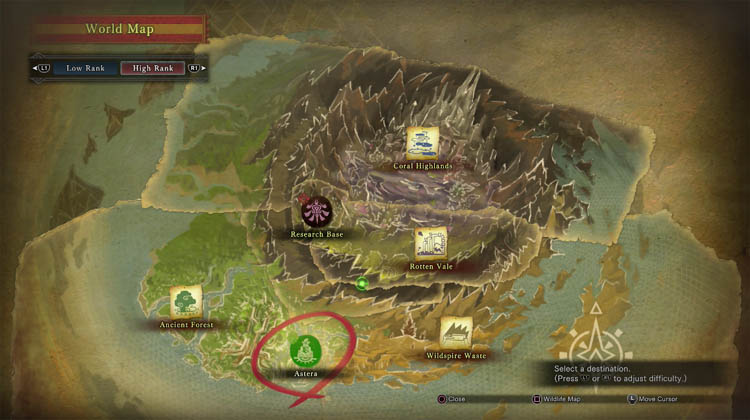 World Map
L1 Low Rank High Rank R1
Coral Highlands
Research Base
Rotten Vale
Ancient Forest
Astera
Wildspire Waste
Select a destination.
(Press L1 or R1 to adjust difficulty.)
Close Wildlife Map L Move Cursor